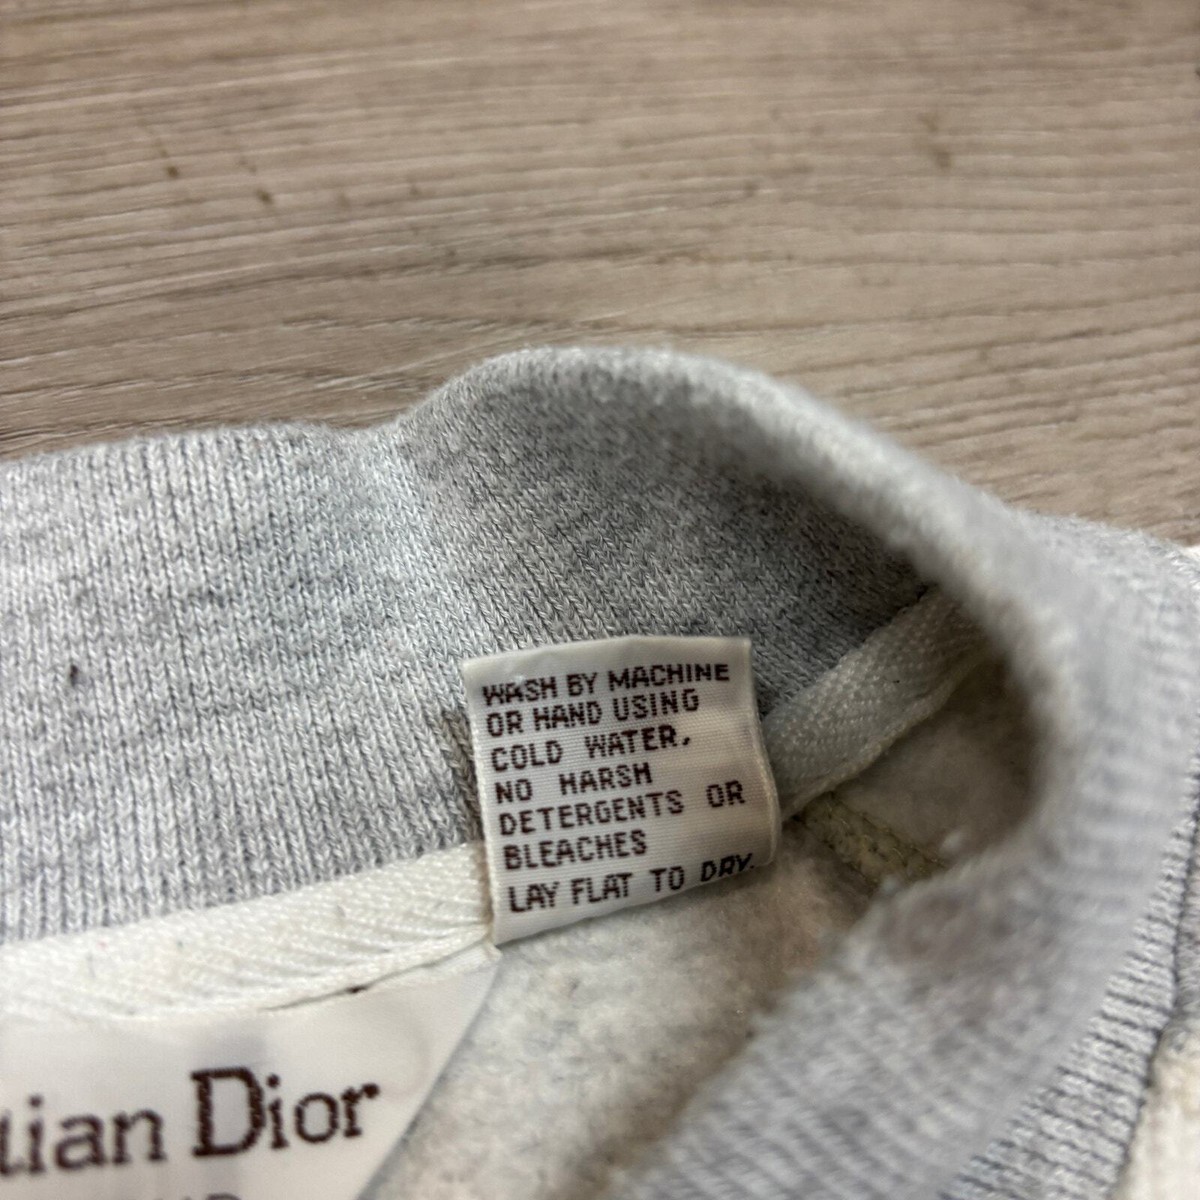 WASH BY MACHINE
OR HAND USING
COLD WATER,
NO HARSH
DETERGENTS OR
BLEACHES
LAY FLAT TO DRY.
tian Dior